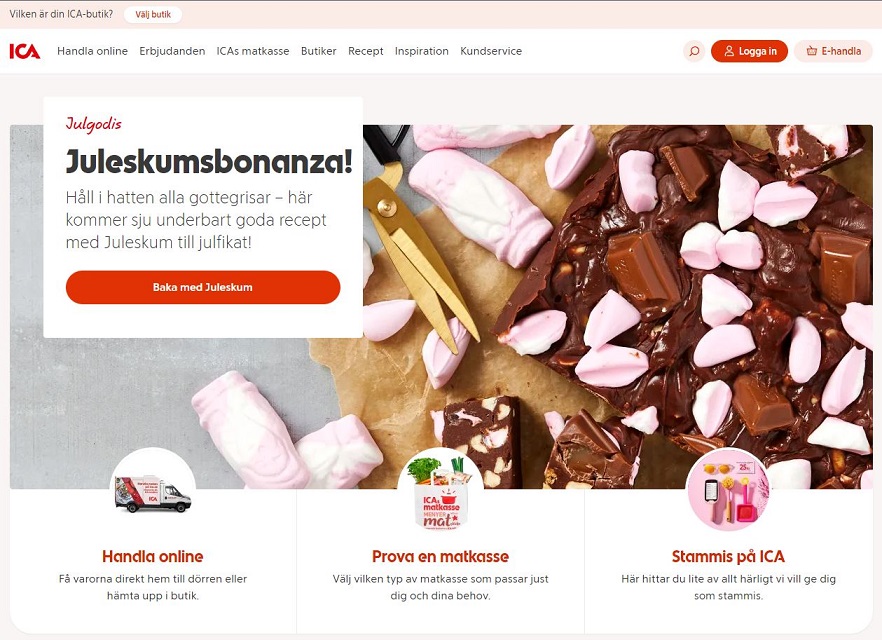 Vilken är din ICA-butik? Välj butik
ICA Handla online Erbjudanden ICAs matkasse Butiker Recept Inspiration Kundservice Logga in E-handla
Julgodis
Juleskumsbonanza!
Håll i hatten alla gottegrisar – här
kommer sju underbart goda recept
med Juleskum till julfikat!
Baka med Juleskum
ICA
ICAs
matkasse
MENYER
mat
25kr
Handla online
Få varorna direkt hem till dörren eller
hämta upp i butik.
Prova en matkasse
Välj vilken typ av matkasse som passar just
dig och dina behov.
Stammis på ICA
Här hittar du lite av allt härligt vi vill ge dig
som stammis.